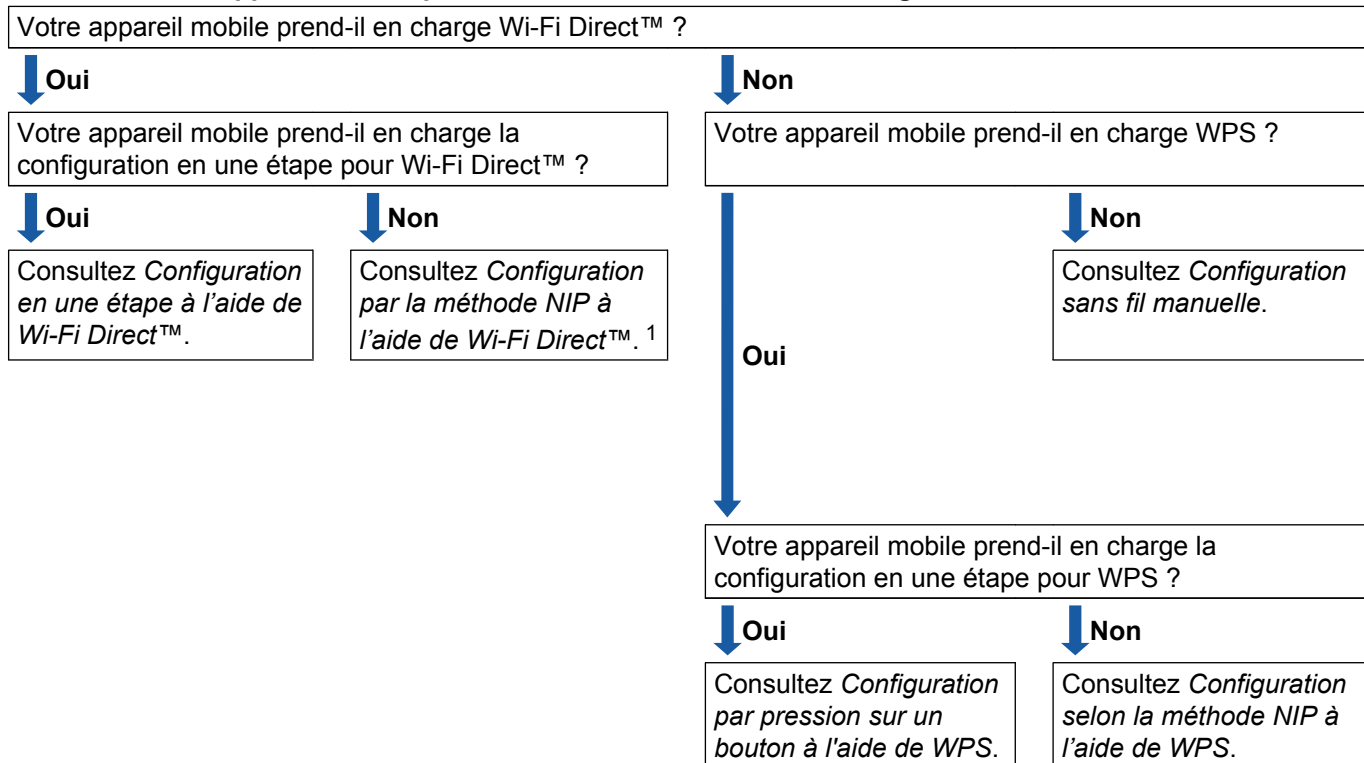 Votre appareil mobile prend-il en charge Wi-Fi Direct™ ?
Oui
Non
Votre appareil mobile prend-il en charge la
configuration en une étape pour Wi-Fi Direct™ ?
Votre appareil mobile prend-il en charge WPS ?
Oui
Non
Non
Consultez Configuration
en une étape à l’aide de
Wi-Fi Direct™.
Consultez Configuration
par la méthode NIP à
l’aide de Wi-Fi Direct™. 1
Consultez Configuration
sans fil manuelle.
Oui
Votre appareil mobile prend-il en charge la
configuration en une étape pour WPS ?
Oui
Non
Consultez Configuration
par pression sur un
bouton à l'aide de WPS.
Consultez Configuration
selon la méthode NIP à
l’aide de WPS.